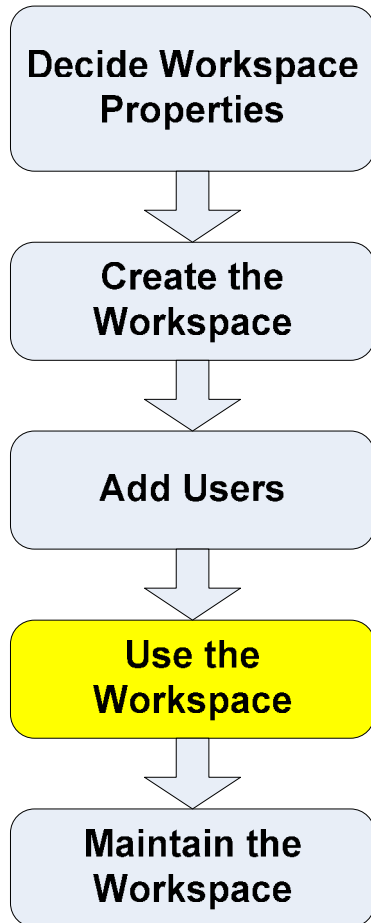 Decide Workspace
Properties
Create the
Workspace
Add Users
Use the
Workspace
Maintain the
Workspace